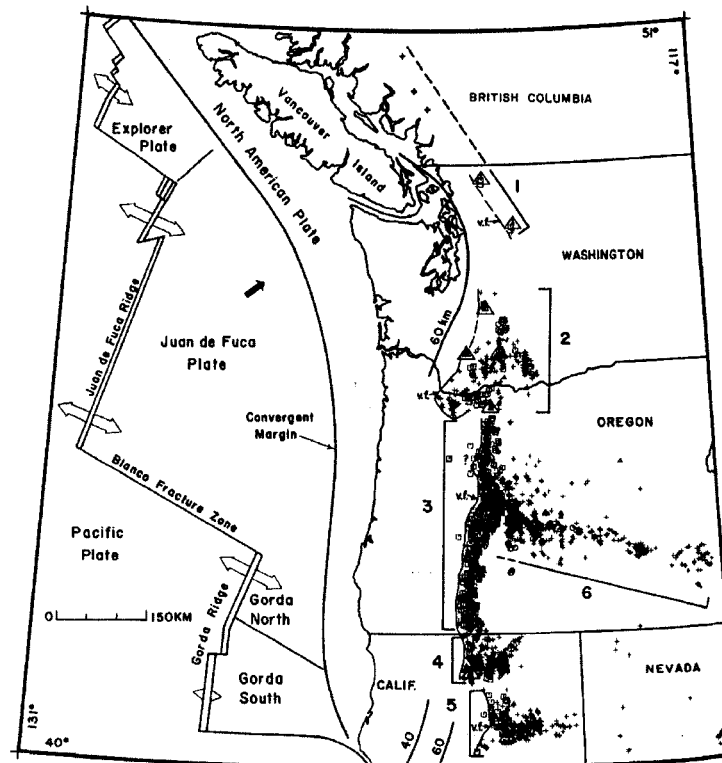 51°
117°
BRITISH COLUMBIA
Vancouver
Island
Explorer
Plate
North American Plate
1
v.l.
WASHINGTON
60 km
2
Juan de Fuca Ridge
Juan de Fuca
Plate
v.l.
OREGON
Convergent
Margin
?
3
v.l.
Blanco Fracture Zone
Pacific
Plate
6
0
150KM
Gorda Ridge
Gorda
North
4
NEVADA
CALIF.
Gorda
South
5
v.l.
40
60
131°
40°